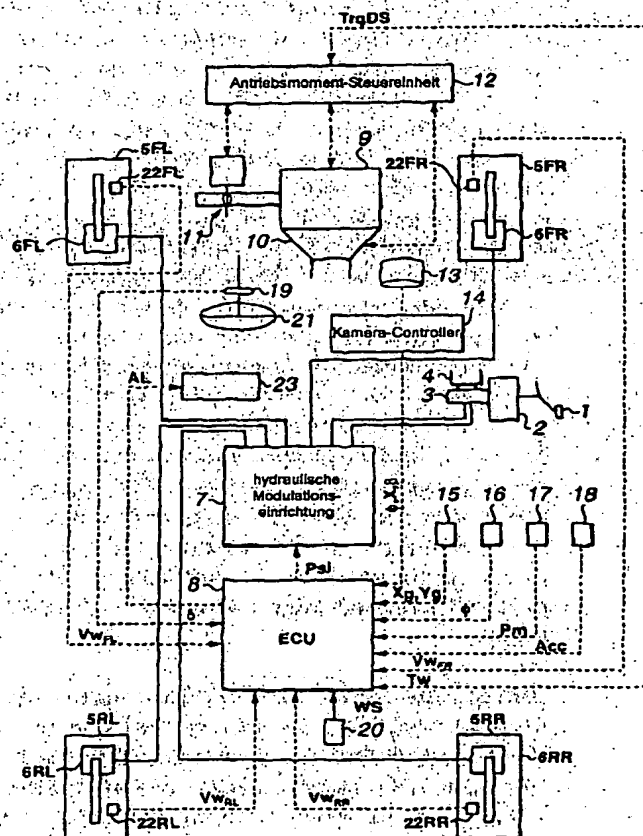 TrqDS
Antriebsmoment-Steuereinheit
12
5FL
22FL
9
22FR
5FR
6FL
11
10
6FR
13
19
14
21
Kamera-Controller
AL
23
4
3
1
2
hydraulische
Modulations-
einrichtung
7
15
16
17
18
Psi
8
Xg, Yg
δ
ECU
Pm
Acc
VwFL
VwFR
Tw
WS
20
5RL
5RR
6RL
6RR
VwRL
VwRR
22RL
22RR